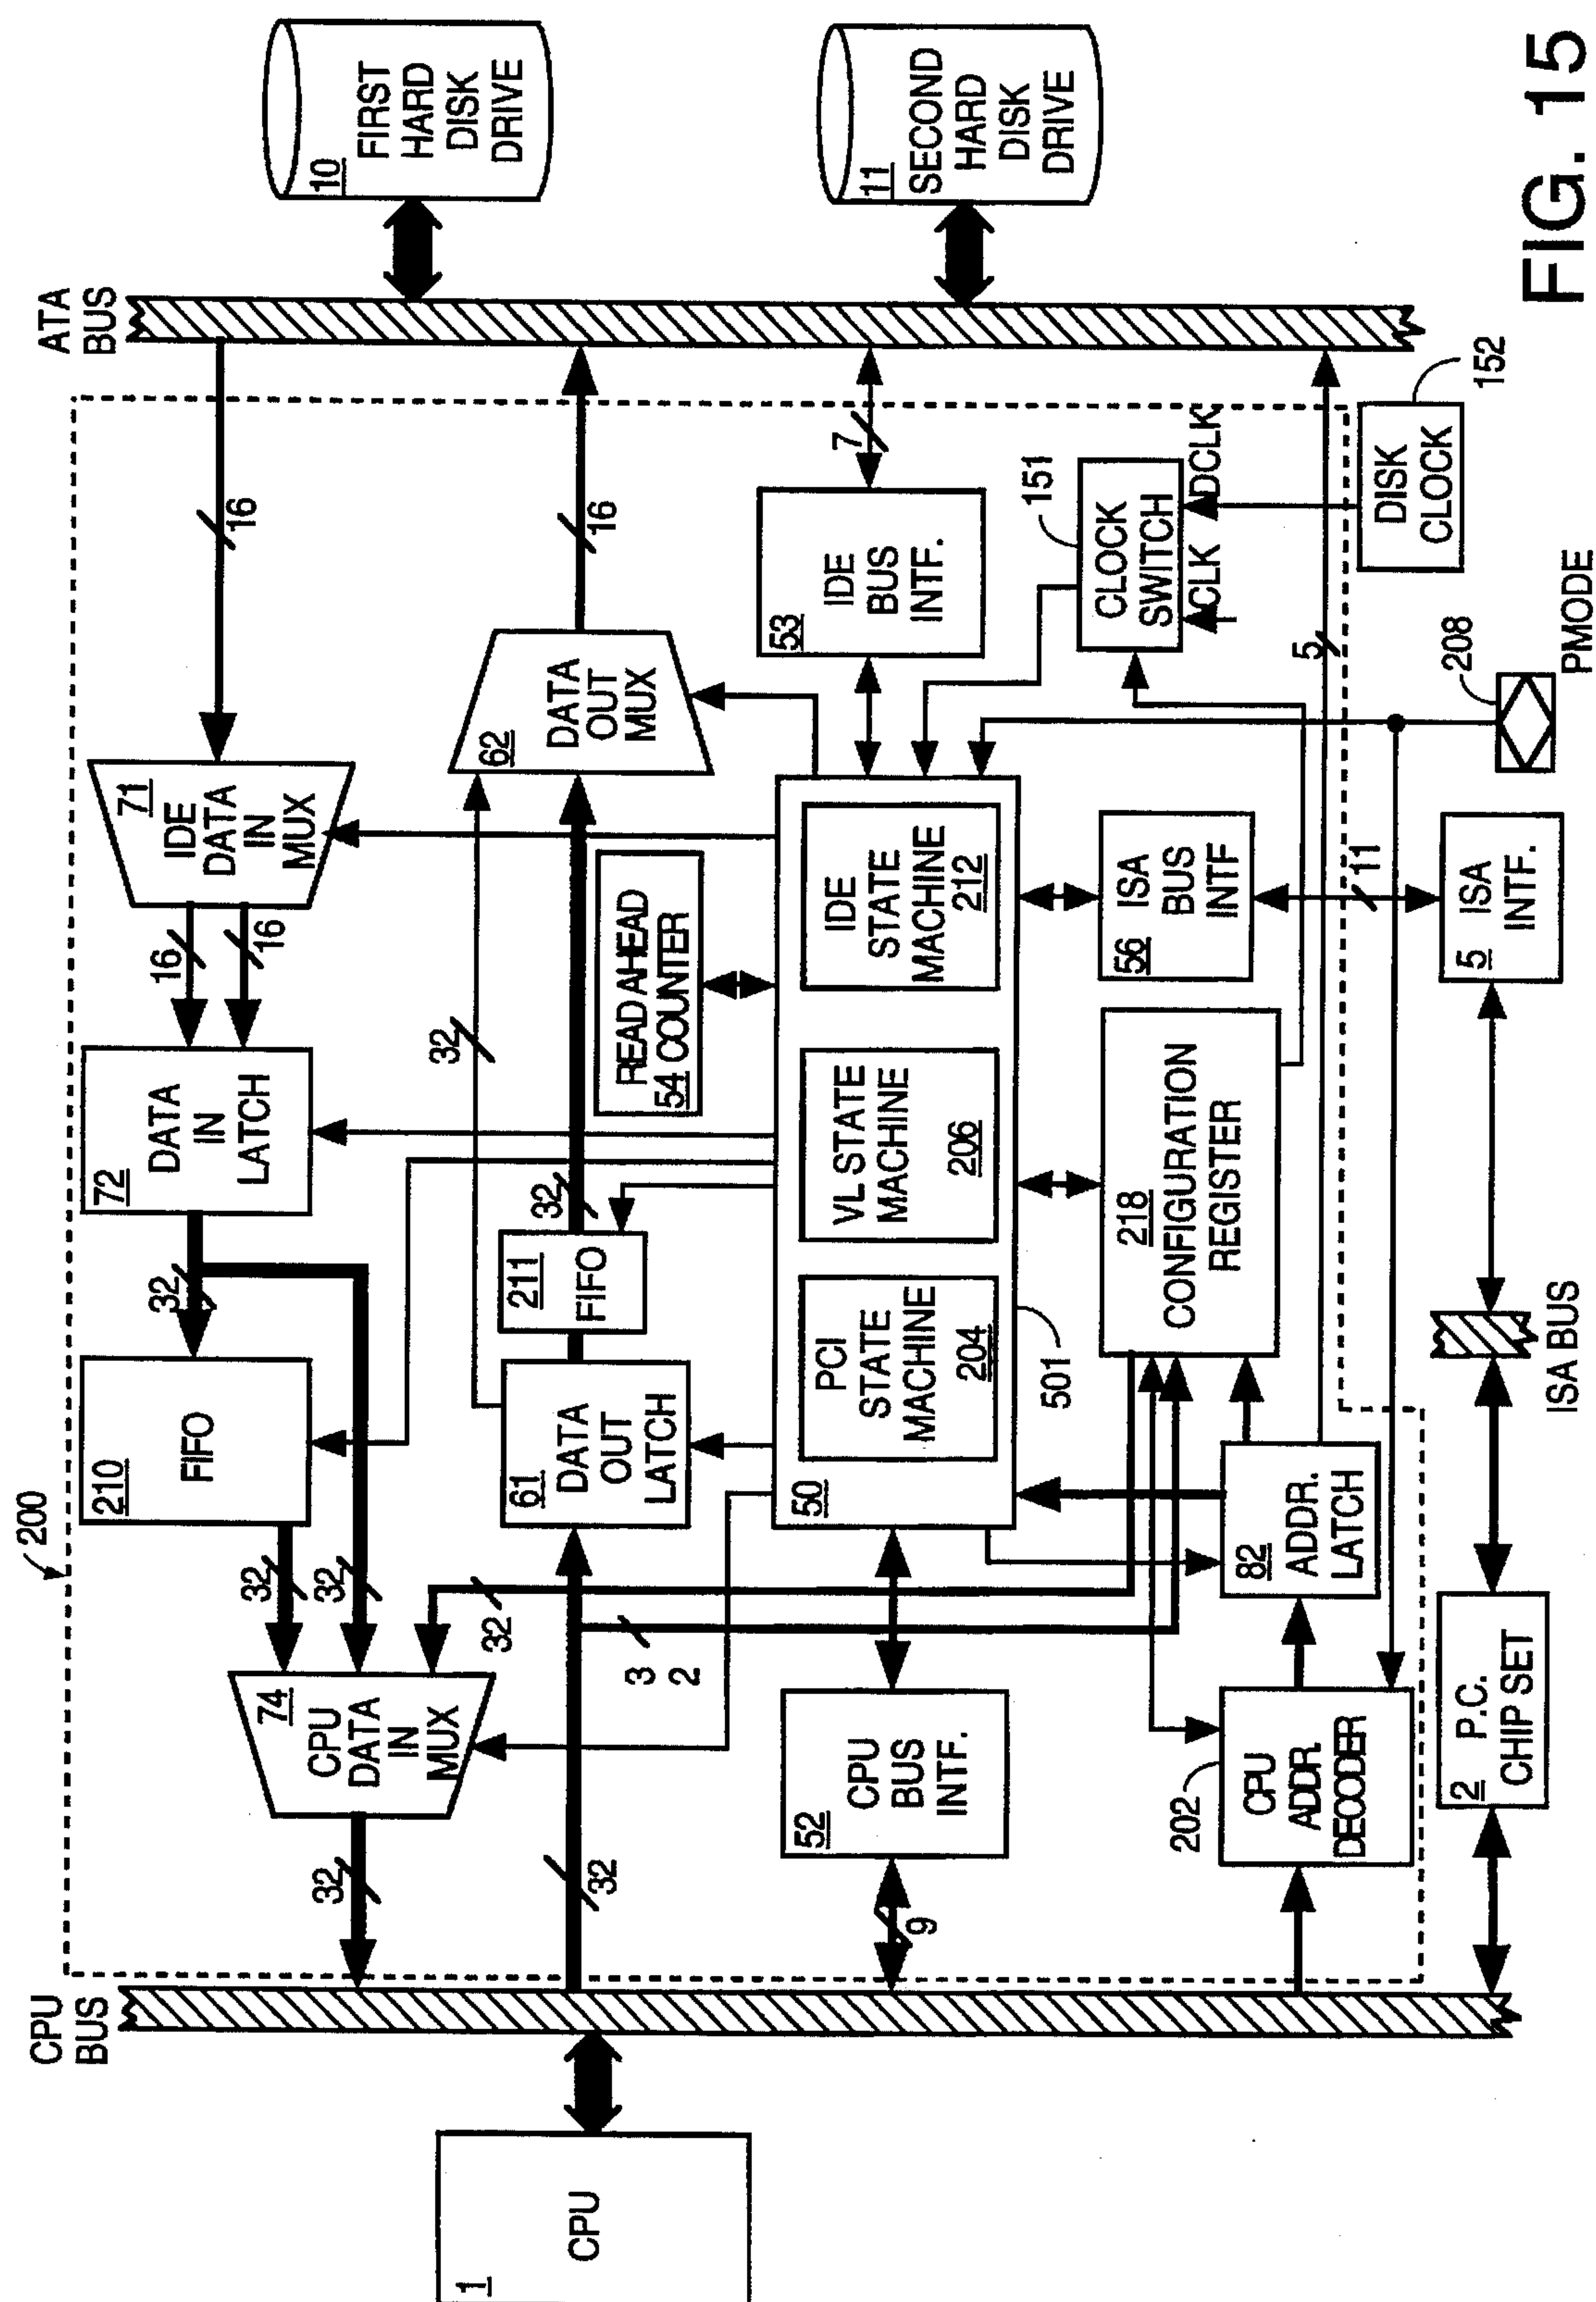 CPU
BUS
ATA
BUS
200
1
CPU
32
74
CPU
DATA
IN
MUX
32
32
32
210
FIFO
32
72
DATA
IN
LATCH
16
16
71
IDE
DATA
IN
MUX
16
10
FIRST
HARD
DISK
DRIVE
32
3
2
61
DATA
OUT
LATCH
211
FIFO
32
32
62
DATA
OUT
MUX
16
READ AHEAD
54 COUNTER
9
52
CPU
BUS
INTF.
50
PCI
STATE
MACHINE
204
VL STATE
MACHINE
206
IDE
STATE
MACHINE
212
501
53
IDE
BUS
INTF.
7
11
SECOND
HARD
DISK
DRIVE
202
CPU
ADDR.
DECODER
82
ADDR.
LATCH
218
CONFIGURATION
REGISTER
56
ISA
BUS
INTF
151
CLOCK
SWITCH
CLK
DCLK
5
11
2
P.C.
CHIP SET
ISA BUS
5
ISA
INTF.
208
PMODE
DISK
CLOCK
152
FIG. 15